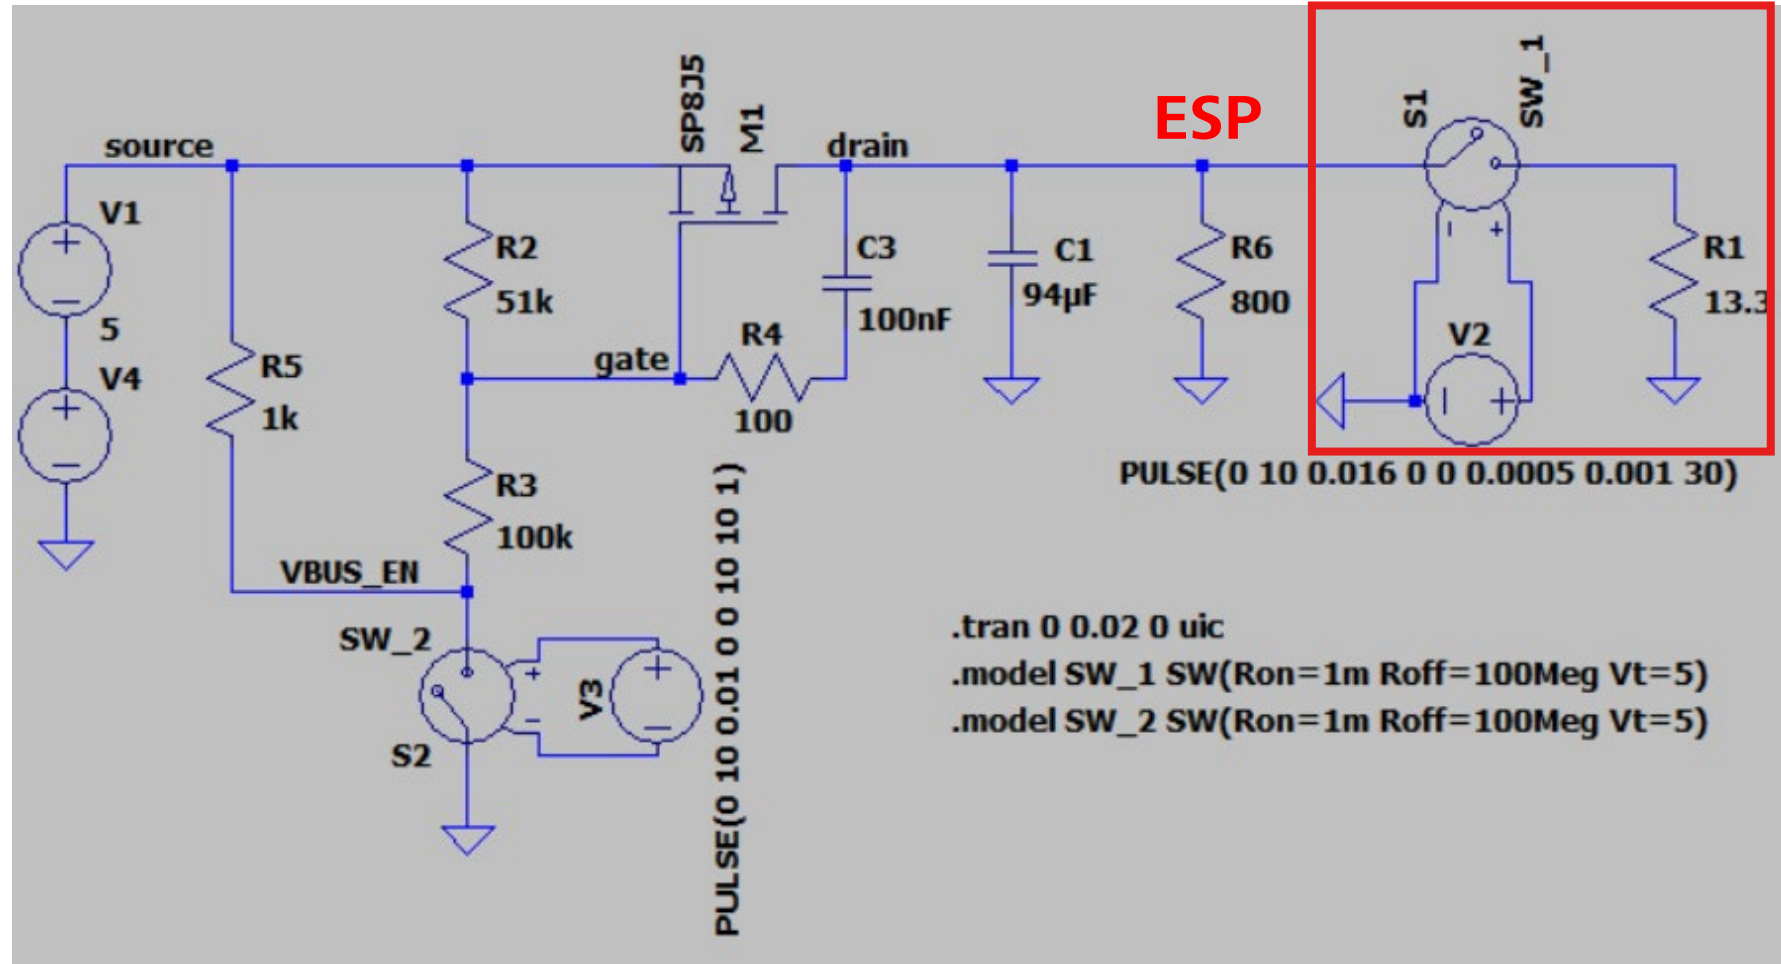 source
V1
5
V4
R5
1k
R2
51k
SP8J5
M1
drain
gate
R4
100
C3
100nF
C1
94µF
R6
800
ESP
S1
SW_1
R1
13.3
V2
PULSE(0 10 0.016 0 0 0.0005 0.001 30)
R3
100k
VBUS_EN
SW_2
S2
V3
PULSE(0 10 0.01 0 0 10 10 1)
.tran 0 0.02 0 uic
.model SW_1 SW(Ron=1m Roff=100Meg Vt=5)
.model SW_2 SW(Ron=1m Roff=100Meg Vt=5)